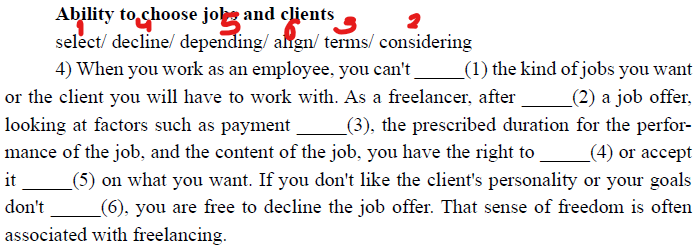 Ability to choose jobs and clients
1 4 5 6 3 2
select/ decline/ depending/ align/ terms/ considering
4) When you work as an employee, you can't _____(1) the kind of jobs you want
or the client you will have to work with. As a freelancer, after _____(2) a job offer,
looking at factors such as payment _____(3), the prescribed duration for the perfor-
mance of the job, and the content of the job, you have the right to _____(4) or accept
it _____(5) on what you want. If you don't like the client's personality or your goals
don't _____(6), you are free to decline the job offer. That sense of freedom is often
associated with freelancing.